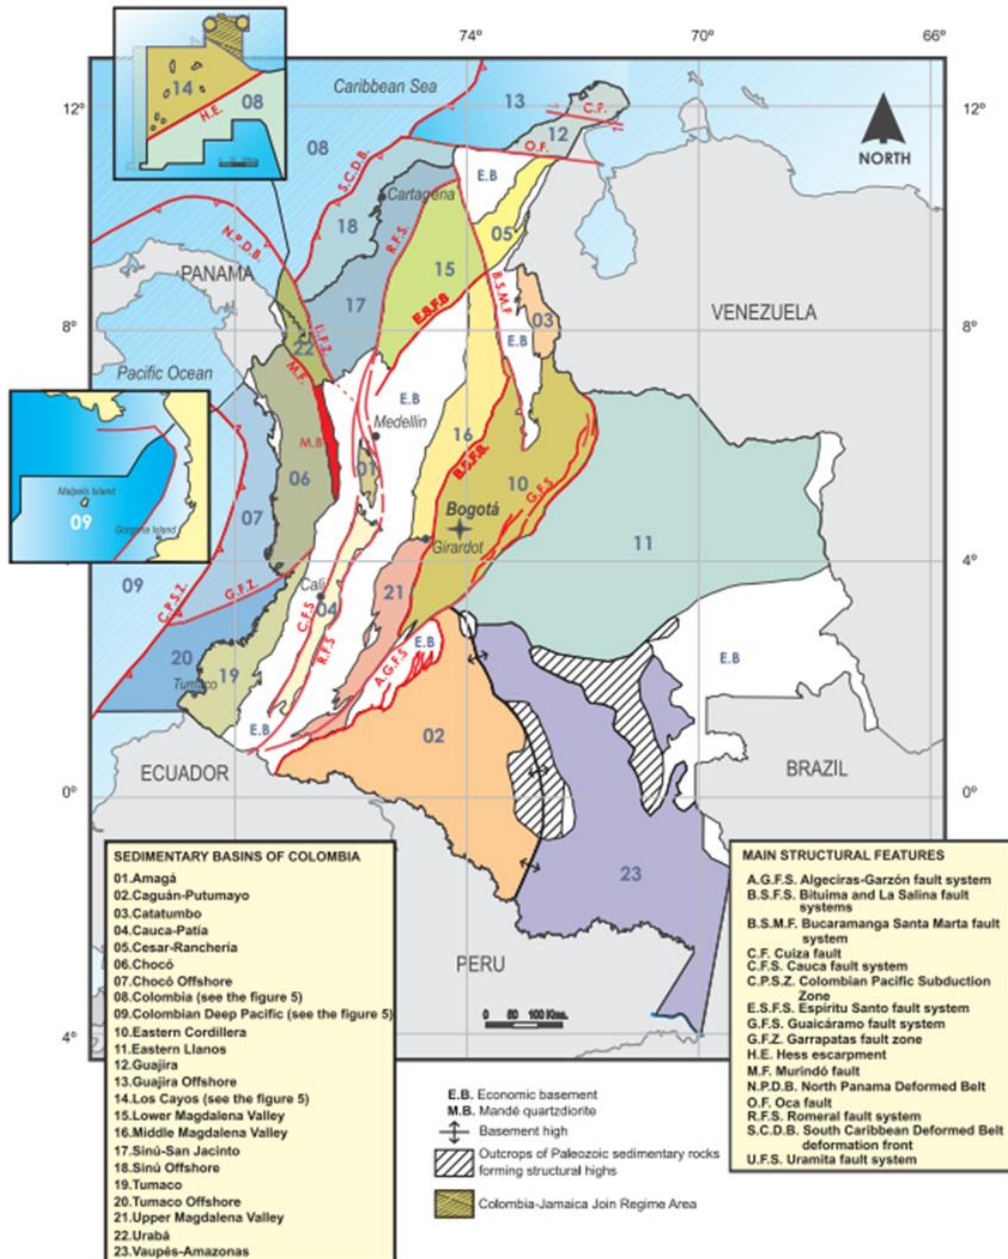 74º
70º
66º
Caribbean Sea
13
C.F.
12º
12º
14
08
H.E.
08
12
O.F.
NORTH
S.C.D.B.
E.B
Cartagena
18
R.F.S.
05
N.º.D.B.
15
PANAMA
B.S.M.F
VENEZUELA
17
E.B.F.B
03
8º
8º
22
E.B
Pacific Ocean
M.F.
E.B
Medellín
M.B
16
01
06
10
G.F.S
Malpelo Island
07
Bogotá
09
Gorgona Island
Girardot
11
4º
4º
09
C.P.S.Z.
G.F.Z.
Cali
21
C.F.S
04
R.F.S
E.B
E.B
20
A.G.F.S
Tumaco
19
E.B
02
ECUADOR
BRAZIL
0º
0º
23
PERU
4º
4º
0 50 100 Kms.
SEDIMENTARY BASINS OF COLOMBIA
01.Amagá
02.Caguán-Putumayo
03.Catatumbo
04.Cauca-Patía
05.Cesar-Ranchería
06.Chocó
07.Chocó Offshore
08.Colombia (see the figure 5)
09.Colombian Deep Pacific (see the figure 5)
10.Eastern Cordillera
11.Eastern Llanos
12.Guajira
13.Guajira Offshore
14.Los Cayos (see the figure 5)
15.Lower Magdalena Valley
16.Middle Magdalena Valley
17.Sinú-San Jacinto
18.Sinú Offshore
19.Tumaco
20.Tumaco Offshore
21.Upper Magdalena Valley
22.Urabá
23.Vaupés-Amazonas
E.B. Economic basement
M.B. Mandé quartzdiorite
Basement high
Outcrops of Paleozoic sedimentary rocks
forming structural highs
Colombia-Jamaica Join Regime Area
MAIN STRUCTURAL FEATURES
A.G.F.S. Algeciras-Garzón fault system
B.S.F.S. Bituima and La Salina fault
systems
B.S.M.F. Bucaramanga Santa Marta fault
system
C.F. Cuiza fault
C.F.S. Cauca fault system
C.P.S.Z. Colombian Pacific Subduction
Zone
E.S.F.S. Espíritu Santo fault system
G.F.S. Guaicáramo fault system
G.F.Z. Garrapatas fault zone
H.E. Hess escarpment
M.F. Murindó fault
N.P.D.B. North Panama Deformed Belt
O.F. Oca fault
R.F.S. Romeral fault system
S.C.D.B. South Caribbean Deformed Belt
deformation front
U.F.S. Uramita fault system